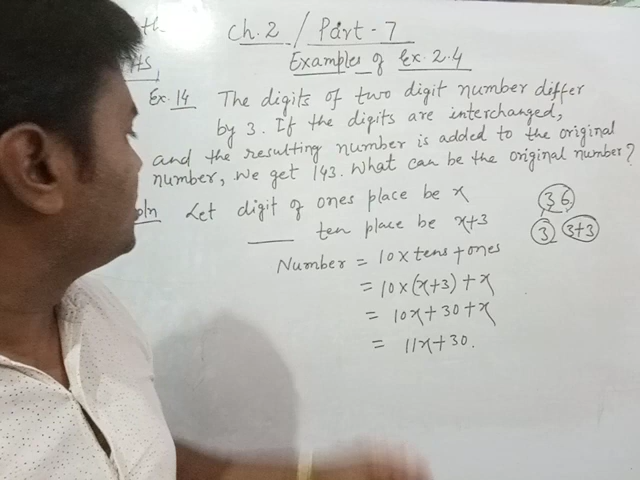 th Ch.2 / Part-7
Examples of Ex. 2.4
Ex. 14 The digits of two digit number differ
by 3. If the digits are interchanged,
and the resulting number is added to the original
number, we get 143. What can be the original number?
Let digit of ones place be x
ten place be x+3
36
3 3+3
Number = 10 x tens + ones
= 10 x (x+3) + x
= 10x + 30 + x
= 11x + 30.